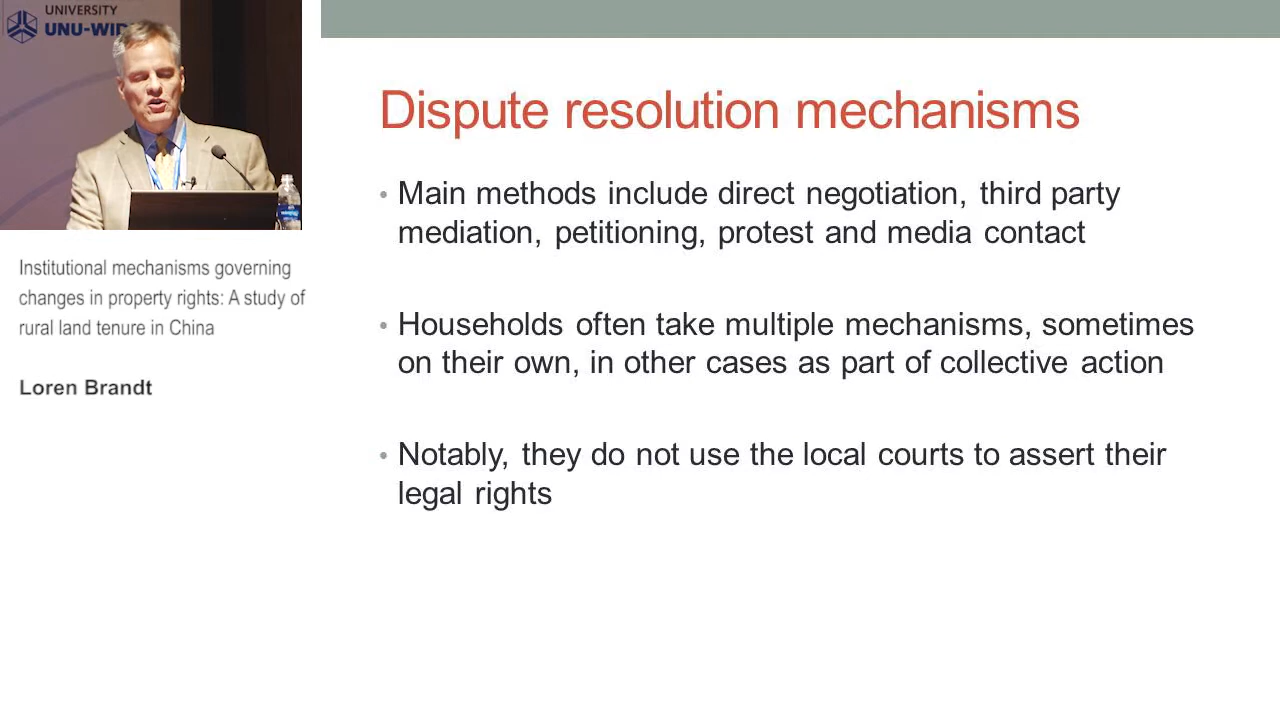 UNIVERSITY
UNU-WID
Institutional mechanisms governing
changes in property rights: A study of
rural land tenure in China
Loren Brandt
Dispute resolution mechanisms
• Main methods include direct negotiation, third party
mediation, petitioning, protest and media contact
• Households often take multiple mechanisms, sometimes
on their own, in other cases as part of collective action
• Notably, they do not use the local courts to assert their
legal rights